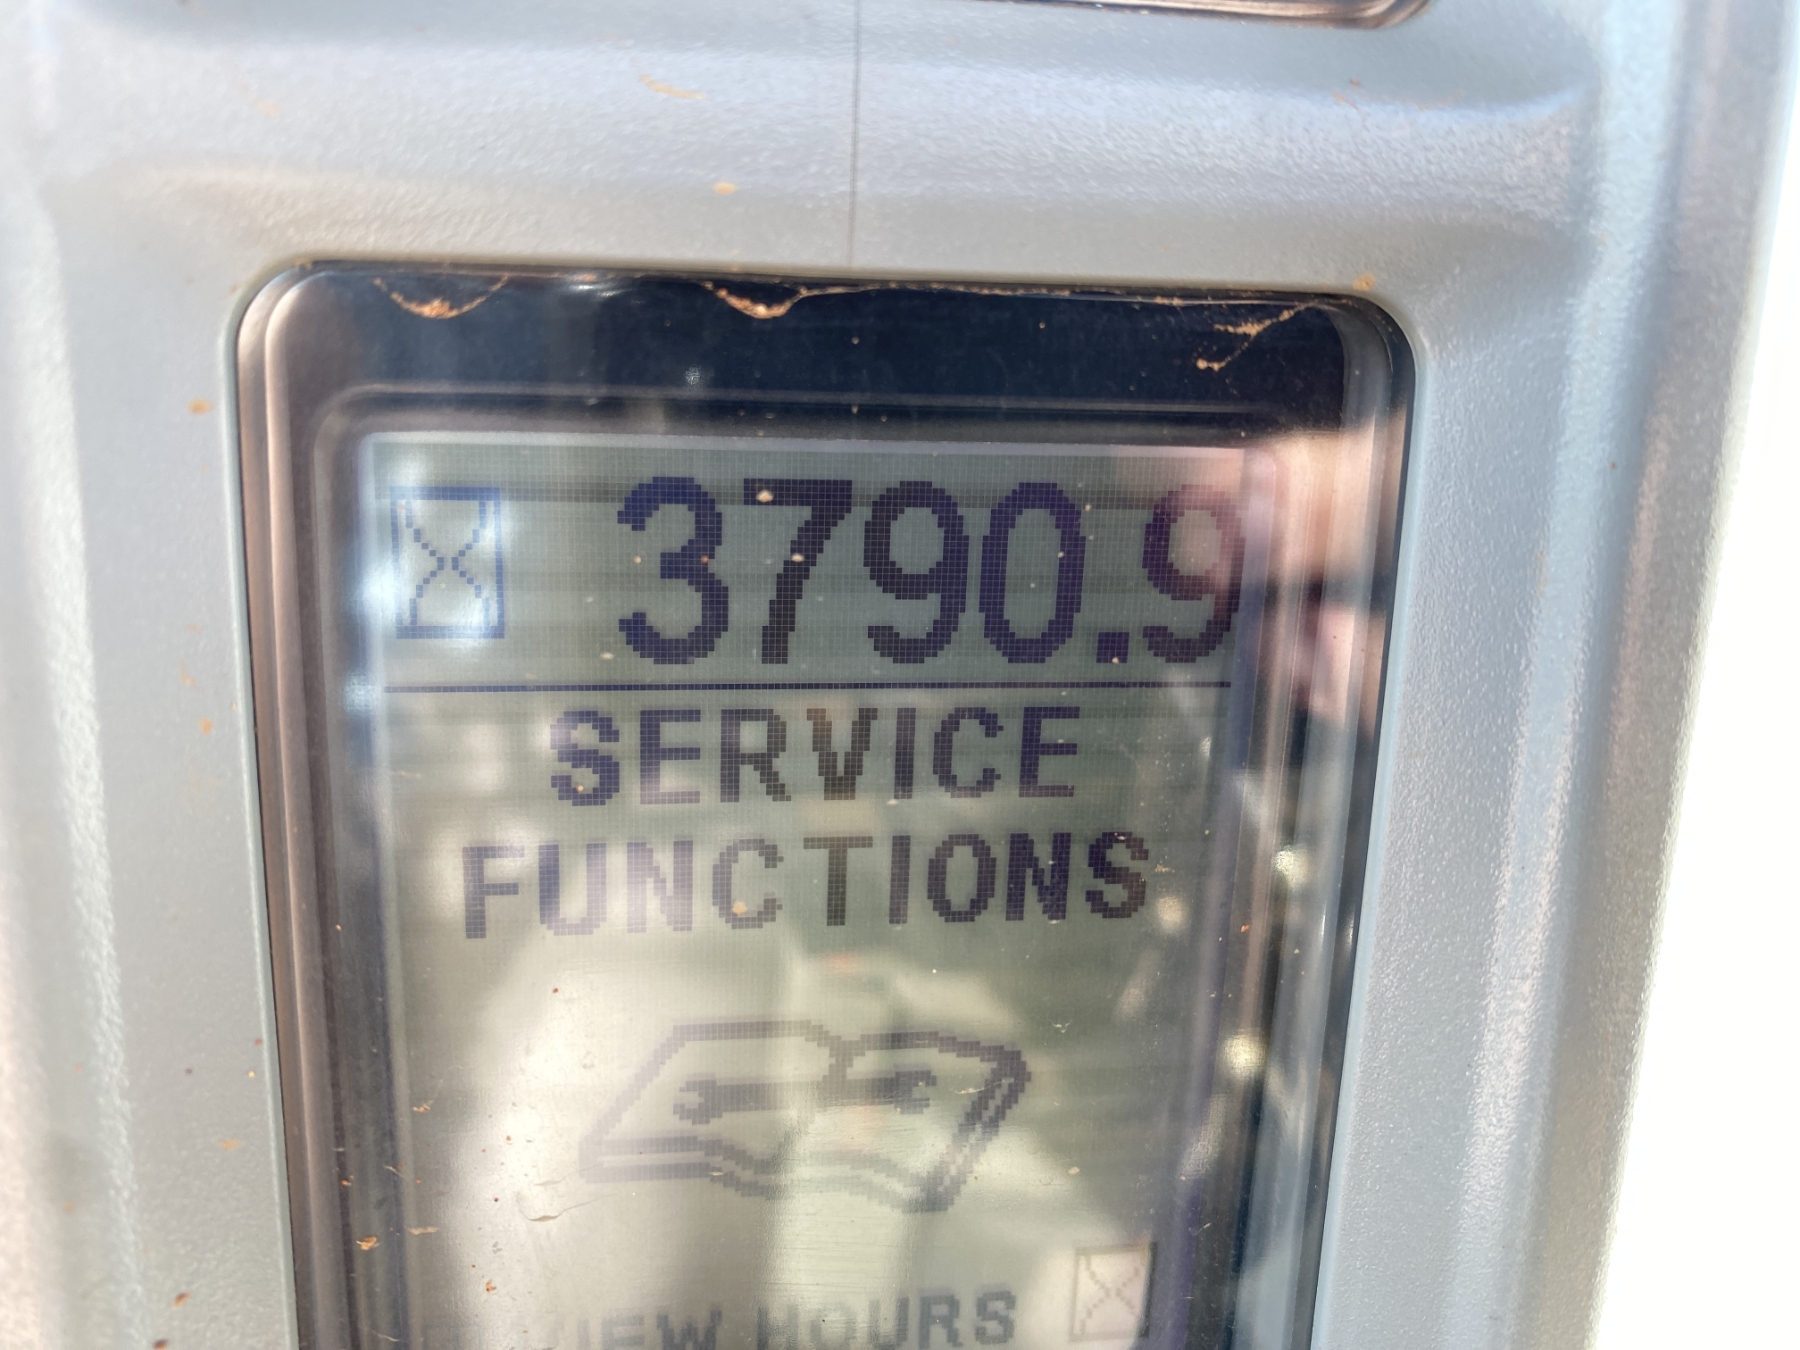 3790.9
SERVICE
FUNCTIONS
VIEW HOURS